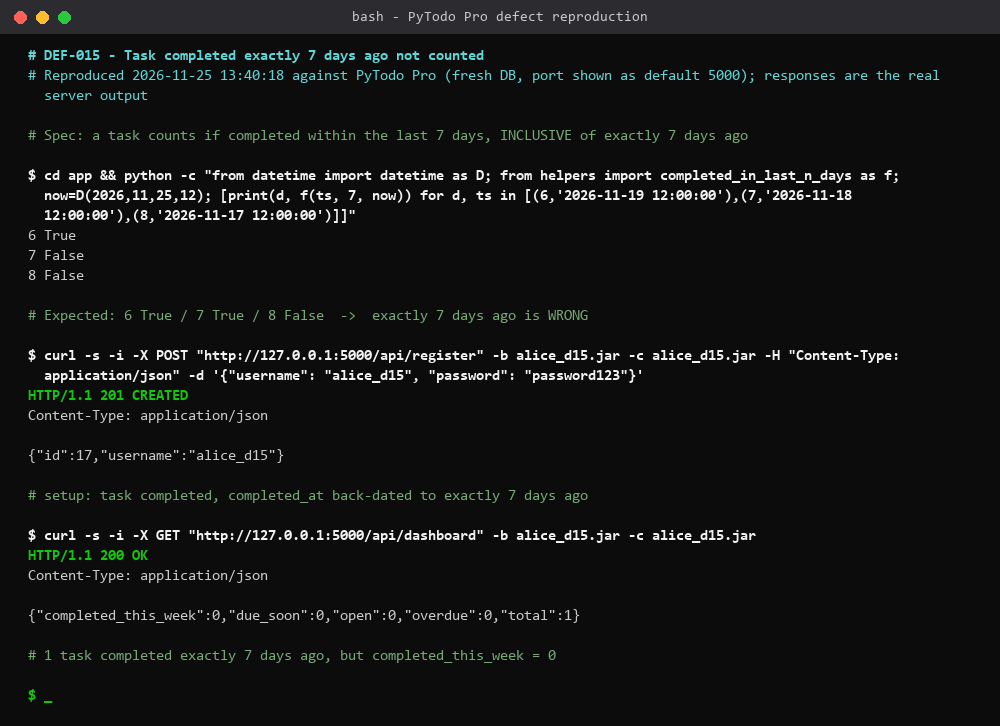 bash - PyTodo Pro defect reproduction
# DEF-015 - Task completed exactly 7 days ago not counted
# Reproduced 2026-11-25 13:40:18 against PyTodo Pro (fresh DB, port shown as default 5000); responses are the real
server output
# Spec: a task counts if completed within the last 7 days, INCLUSIVE of exactly 7 days ago
$ cd app && python -c "from datetime import datetime as D; from helpers import completed_in_last_n_days as f;
now=D(2026,11,25,12); [print(d, f(ts, 7, now)) for d, ts in [(6,'2026-11-19 12:00:00'),(7,'2026-11-18
12:00:00'),(8,'2026-11-17 12:00:00')]]"
6 True
7 False
8 False
# Expected: 6 True / 7 True / 8 False  ->  exactly 7 days ago is WRONG
$ curl -s -i -X POST "http://127.0.0.1:5000/api/register" -b alice_d15.jar -c alice_d15.jar -H "Content-Type:
application/json" -d '{"username": "alice_d15", "password": "password123"}'
HTTP/1.1 201 CREATED
Content-Type: application/json
{"id":17,"username":"alice_d15"}
# setup: task completed, completed_at back-dated to exactly 7 days ago
$ curl -s -i -X GET "http://127.0.0.1:5000/api/dashboard" -b alice_d15.jar -c alice_d15.jar
HTTP/1.1 200 OK
Content-Type: application/json
{"completed_this_week":0,"due_soon":0,"open":0,"overdue":0,"total":1}
# 1 task completed exactly 7 days ago, but completed_this_week = 0
$ _